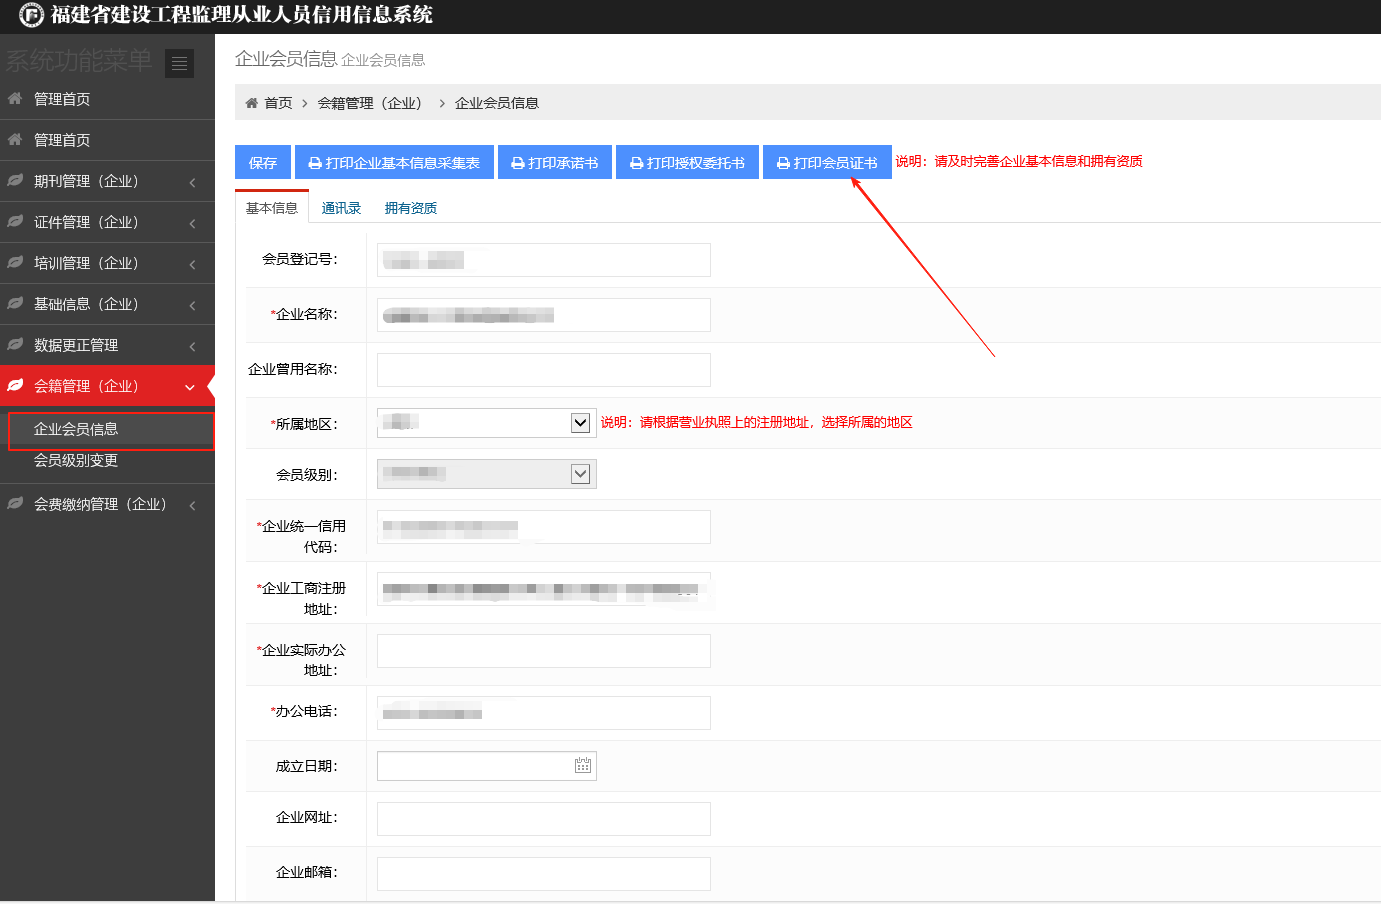 福建省建设工程监理从业人员信用信息系统
系统功能菜单
管理首页
管理首页
期刊管理（企业）
证件管理（企业）
培训管理（企业）
基础信息（企业）
数据更正管理
会籍管理（企业）
企业会员信息
会员级别变更
会费缴纳管理（企业）
企业会员信息 企业会员信息
首页 > 会籍管理（企业） > 企业会员信息
保存 打印企业基本信息采集表 打印承诺书 打印授权委托书 打印会员证书 说明：请及时完善企业基本信息和拥有资质
基本信息 通讯录 拥有资质
会员登记号：
*企业名称：
企业曾用名称：
*所属地区： 说明：请根据营业执照上的注册地址，选择所属的地区
会员级别：
*企业统一信用
代码：
*企业工商注册
地址：
*企业实际办公
地址：
*办公电话：
成立日期：
企业网址：
企业邮箱：